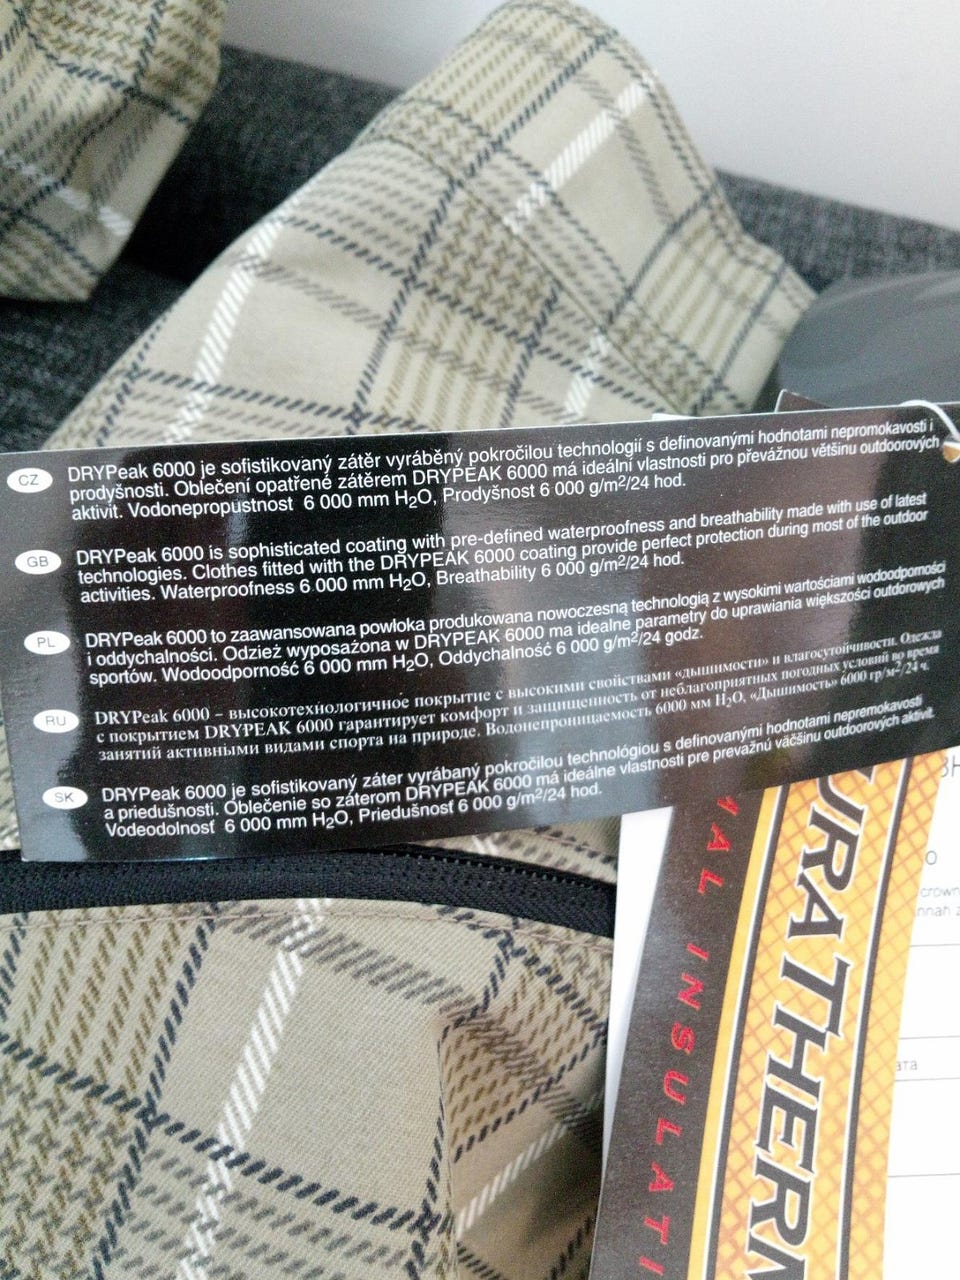 CZ
DRYPeak 6000 je sofistikovaný zátěr vyráběný pokročilou technologií s definovanými hodnotami nepromokavosti i
prodyšnosti. Oblečení opatřené zátěrem DRYPEAK 6000 má ideální vlastnosti pro převážnou většinu outdoorových
aktivit. Vodonepropustnost 6 000 mm H2O, Prodyšnost 6 000 g/m²/24 hod.
GB
DRYPeak 6000 is sophisticated coating with pre-defined waterproofness and breathability made with use of latest
technologies. Clothes fitted with the DRYPEAK 6000 coating provide perfect protection during most of the outdoor
activities. Waterproofness 6 000 mm H2O, Breathability 6 000 g/m²/24 hod.
PL
DRYPeak 6000 to zaawansowana powłoka produkowana nowoczesną technologią z wysokimi wartościami wodoodporności
i oddychalności. Odzież wyposażona w DRYPEAK 6000 ma idealne parametry do uprawiania większości outdorowych
sportów. Wodoodporność 6 000 mm H2O, Oddychalność 6 000 g/m²/24 godz.
RU
DRYPeak 6000 – высокотехнологичное покрытие с высокими свойствами «дышимости» и влагосутойчивости. Одежда
с покрытием DRYPEAK 6000 гарантирует комфорт и защищенность от неблагоприятных погодных условий во время
занятий активными видами спорта на природе. Водонепроницаемость 6000 мм H2O, «Дышимость» 6000 гр/м²/24 ч.
SK
DRYPeak 6000 je sofistikovaný záter vyrábaný pokročilou technológiou s definovanými hodnotami nepremokavosti
a priedušnosti. Oblečenie so záterom DRYPEAK 6000 má ideálne vlastnosti pre prevažnú väčšinu outdoorových aktivit.
Vodeodolnosť 6 000 mm H2O, Priedušnosť 6 000 g/m²/24 hod.
URATHERM
MAL INSULATI
crown
ата